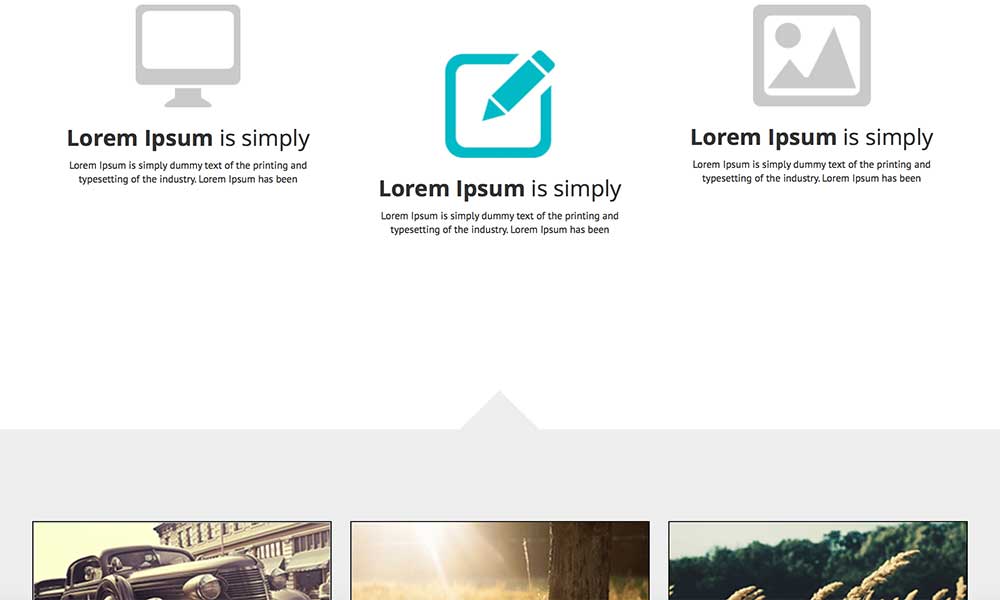 Lorem Ipsum is simply
Lorem Ipsum is simply dummy text of the printing and
typesetting of the industry. Lorem Ipsum has been
Lorem Ipsum is simply
Lorem Ipsum is simply dummy text of the printing and
typesetting of the industry. Lorem Ipsum has been
Lorem Ipsum is simply
Lorem Ipsum is simply dummy text of the printing and
typesetting of the industry. Lorem Ipsum has been